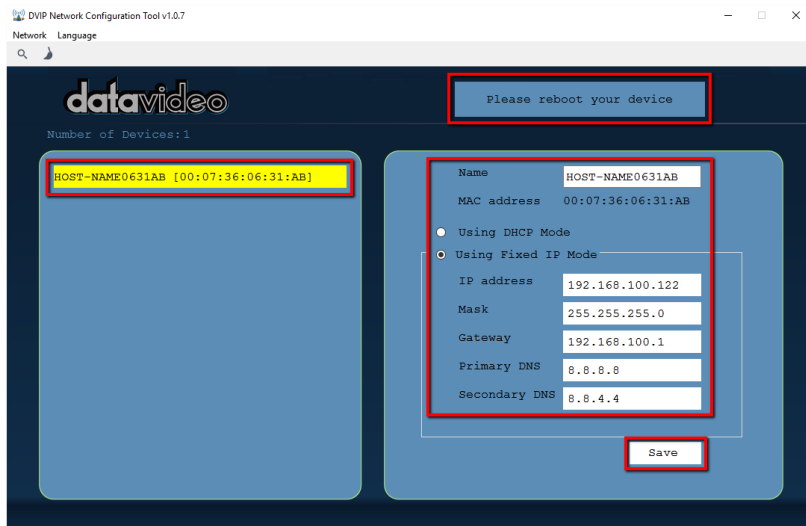 DVIP Network Configuration Tool v1.0.7
Network Language
datavideo
Please reboot your device
Number of Devices:1
HOST-NAME0631AB [00:07:36:06:31:AB]
Name HOST-NAME0631AB
MAC address 00:07:36:06:31:AB
Using DHCP Mode
Using Fixed IP Mode
IP address 192.168.100.122
Mask 255.255.255.0
Gateway 192.168.100.1
Primary DNS 8.8.8.8
Secondary DNS 8.8.4.4
Save